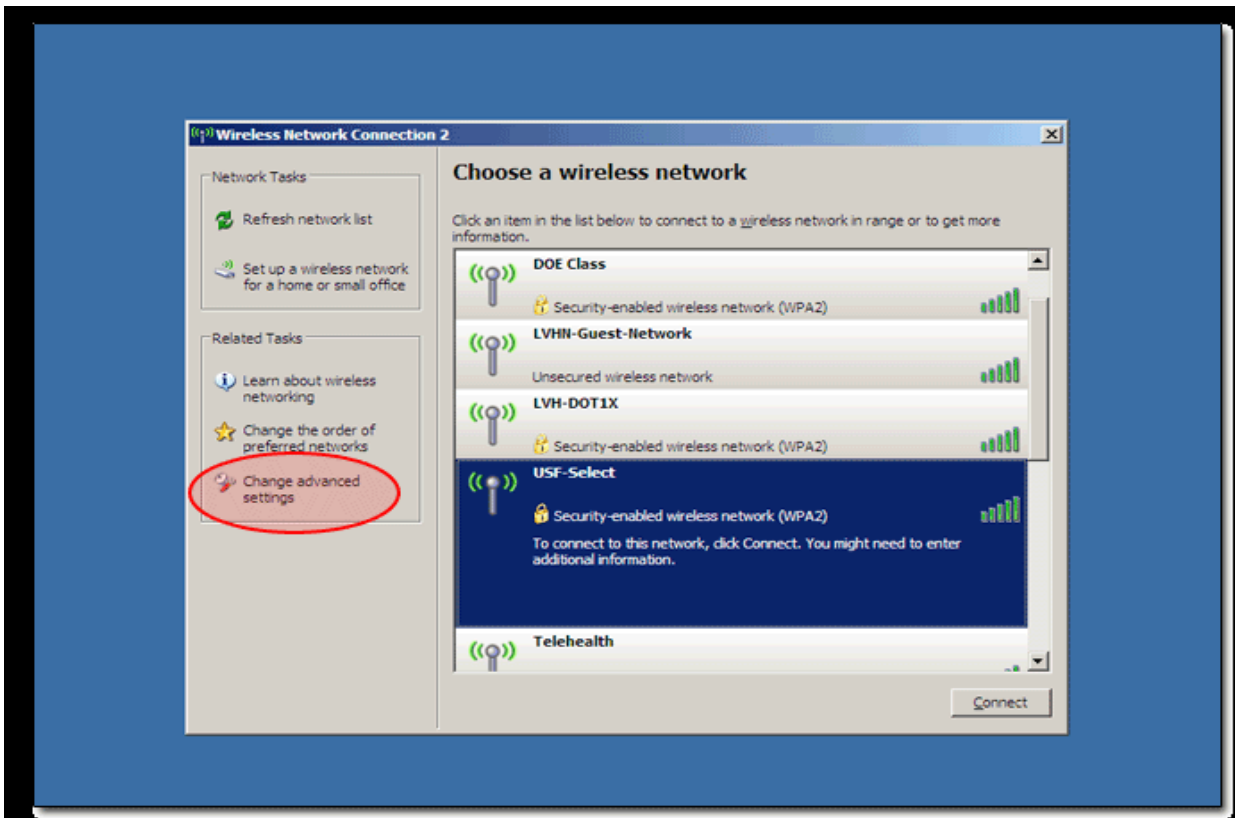 Wireless Network Connection 2
Network Tasks
Refresh network list
Set up a wireless network
for a home or small office
Related Tasks
Learn about wireless
networking
Change the order of
preferred networks
Change advanced
settings
Choose a wireless network
Click an item in the list below to connect to a wireless network in range or to get more
information.
DOE Class
Security-enabled wireless network (WPA2)
LVHN-Guest-Network
Unsecured wireless network
LVH-DOT1X
Security-enabled wireless network (WPA2)
USF-Select
Security-enabled wireless network (WPA2)
To connect to this network, click Connect. You might need to enter
additional information.
Telehealth
Connect